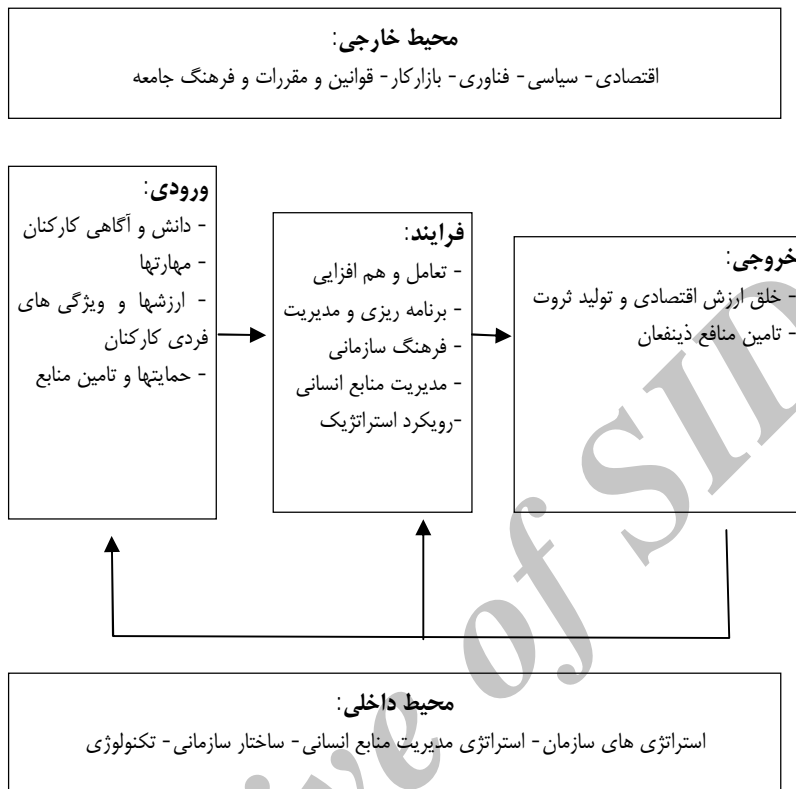 محیط خارجی:
اقتصادی- سیاسی- فناوری- بازارکار- قوانین و مقررات و فرهنگ جامعه
ورودی:
- دانش و آگاهی کارکنان
- مهارتها
- ارزشها و ویژگی های
فردی کارکنان
- حمایتها و تامین منابع
فرایند:
- تعامل و هم افزایی
- برنامه ریزی و مدیریت
- فرهنگ سازمانی
- مدیریت منابع انسانی
-رویکرد استراتژیک
خروجی:
- خلق ارزش اقتصادی و تولید ثروت
- تامین منافع ذینفعان
محیط داخلی:
استراتژی های سازمان- استراتژی مدیریت منابع انسانی- ساختار سازمانی- تکنولوژی
ive of SID